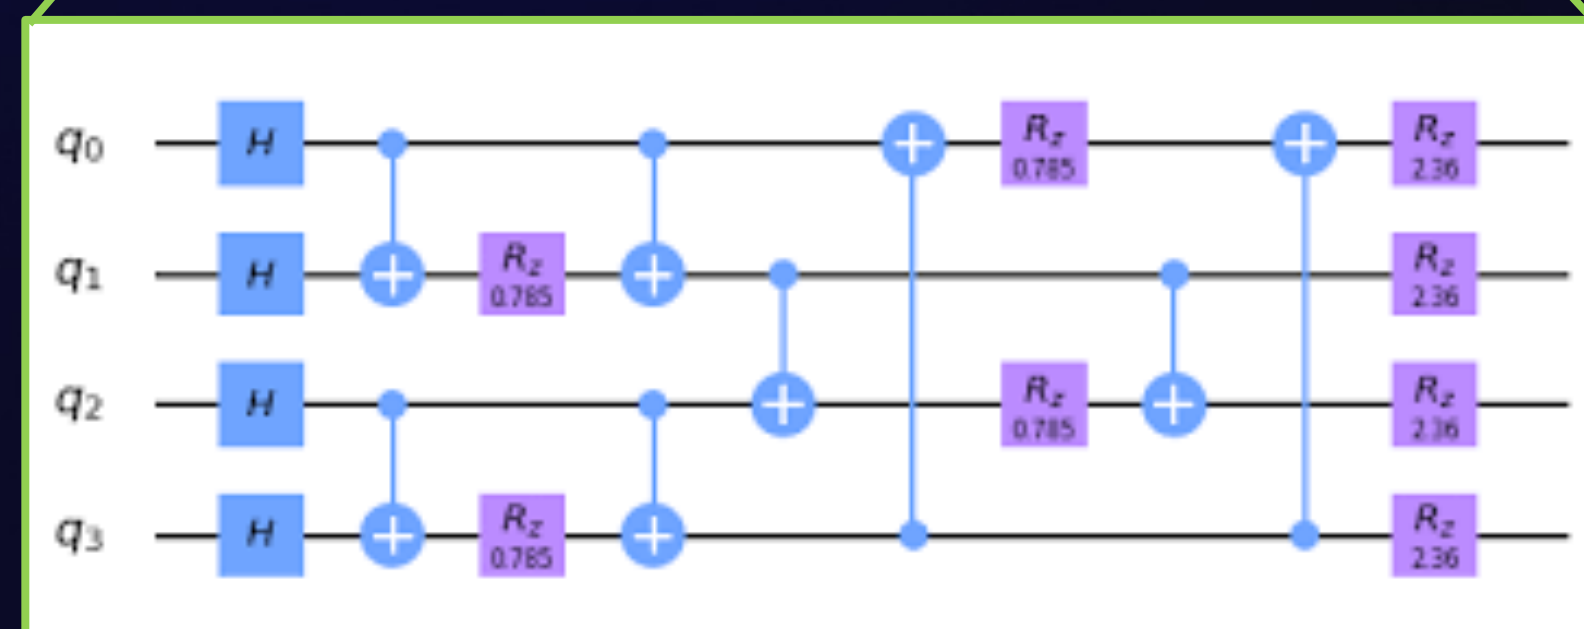 q0 H Rz 0.785 Rz 2.36
q1 H Rz 0.785 Rz 2.36
q2 H Rz 0.785 Rz 2.36
q3 H Rz 0.785 Rz 2.36